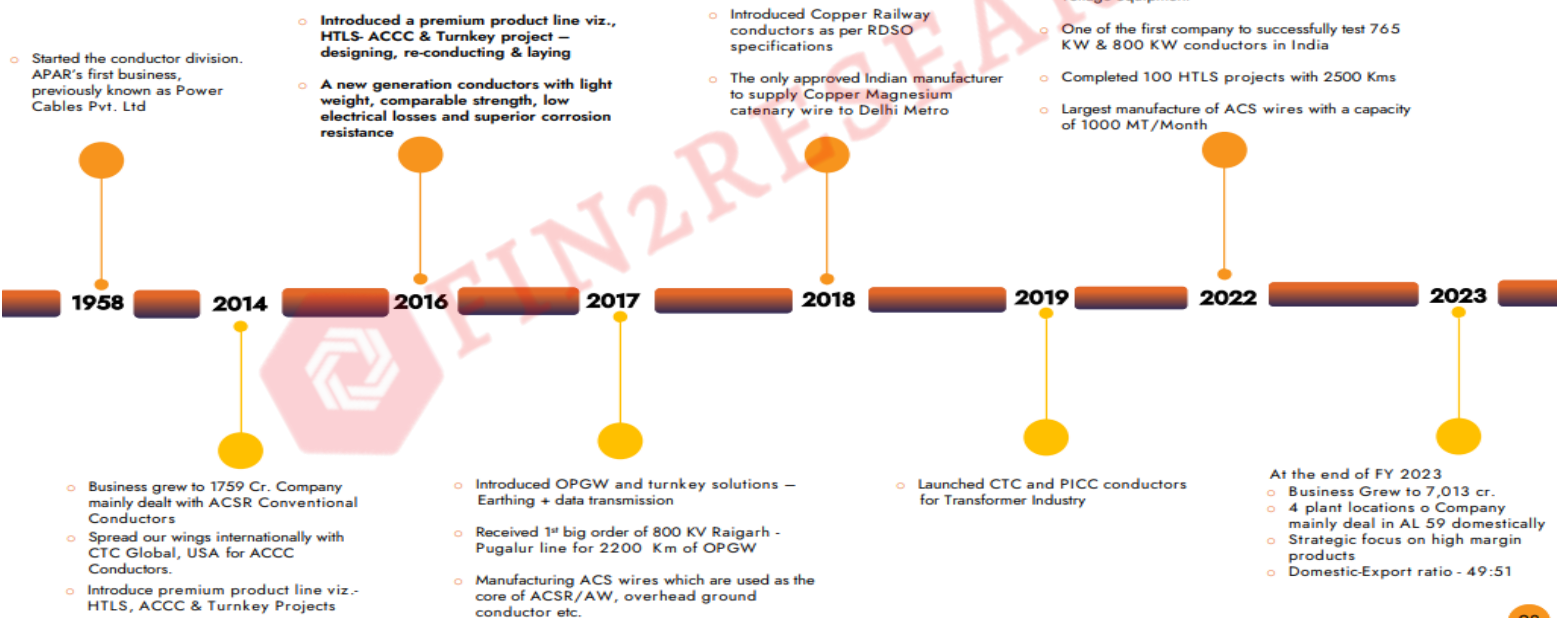 ○ Started the conductor division.
APAR's first business,
previously known as Power
Cables Pvt. Ltd
○ Introduced a premium product line viz.,
HTLS- ACCC & Turnkey project –
designing, re-conducting & laying
○ A new generation conductors with light
weight, comparable strength, low
electrical losses and superior corrosion
resistance
○ Introduced Copper Railway
conductors as per RDSO
specifications
○ The only approved Indian manufacturer
to supply Copper Magnesium
catenary wire to Delhi Metro
○ One of the first company to successfully test 765
KW & 800 KW conductors in India
○ Completed 100 HTLS projects with 2500 Kms
○ Largest manufacture of ACS wires with a capacity
of 1000 MT/Month
FIN2RESEAR
1958
2014
2016
2017
2018
2019
2022
2023
○ Business grew to 1759 Cr. Company
mainly dealt with ACSR Conventional
Conductors
○ Spread our wings internationally with
CTC Global, USA for ACCC
Conductors.
○ Introduce premium product line viz.-
HTLS, ACCC & Turnkey Projects
○ Introduced OPGW and turnkey solutions –
Earthing + data transmission
○ Received 1st big order of 800 KV Raigarh -
Pugalur line for 2200 Km of OPGW
○ Manufacturing ACS wires which are used as the
core of ACSR/AW, overhead ground
conductor etc.
○ Launched CTC and PICC conductors
for Transformer Industry
At the end of FY 2023
○ Business Grew to 7,013 cr.
○ 4 plant locations o Company
mainly deal in AL 59 domestically
○ Strategic focus on high margin
products
○ Domestic-Export ratio - 49:51